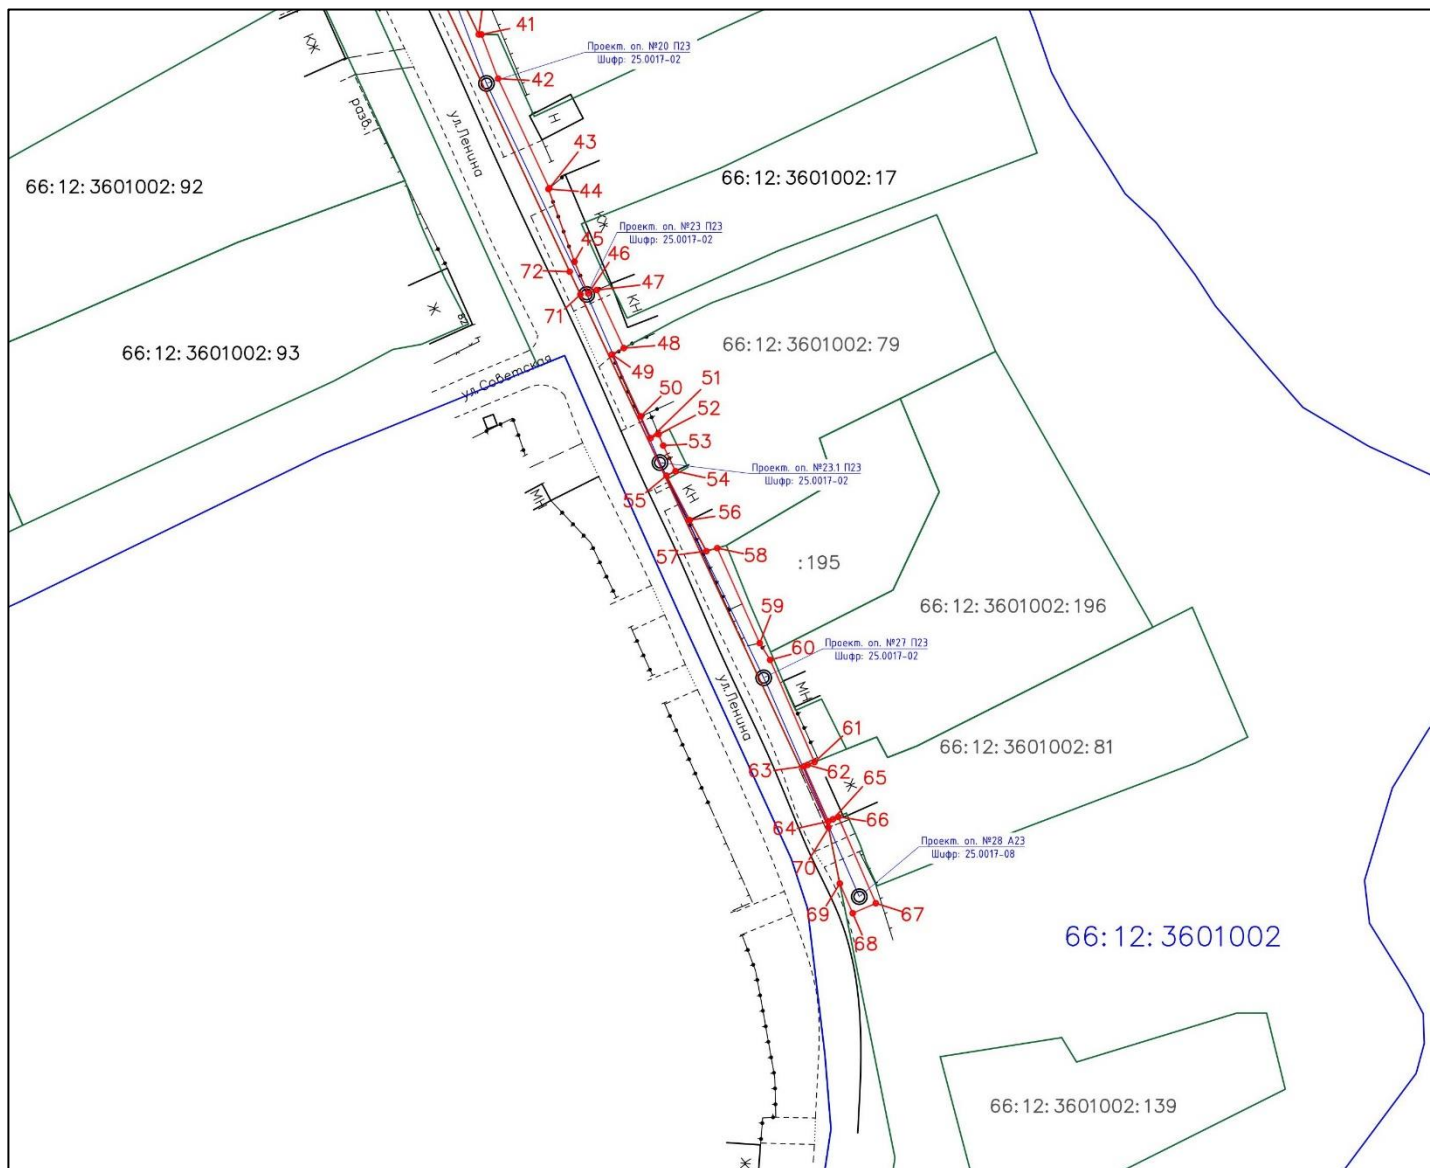 41
Проект. оп. №20 П23
Шифр: 25.0017-02
КЖ
42
разв.
ул.Ленина
Н
43
44
66:12:3601002:92
66:12:3601002:17
КЖ
Проект. оп. №23 П23
Шифр: 25.0017-02
45
46
47
72
71
КН
Ж
66:12:3601002:93
48
66:12:3601002:79
49
ул.Советская
50
51
52
53
54
Проект. оп. №23.1 П23
Шифр: 25.0017-02
55
КН
МН
56
57
58
:195
59
66:12:3601002:196
60
Проект. оп. №27 П23
Шифр: 25.0017-02
МН
ул.Ленина
61
66:12:3601002:81
63
62
Ж
65
64
66
70
Проект. оп. №28 А23
Шифр: 25.0017-08
69
67
68
66:12:3601002
66:12:3601002:139
Ж